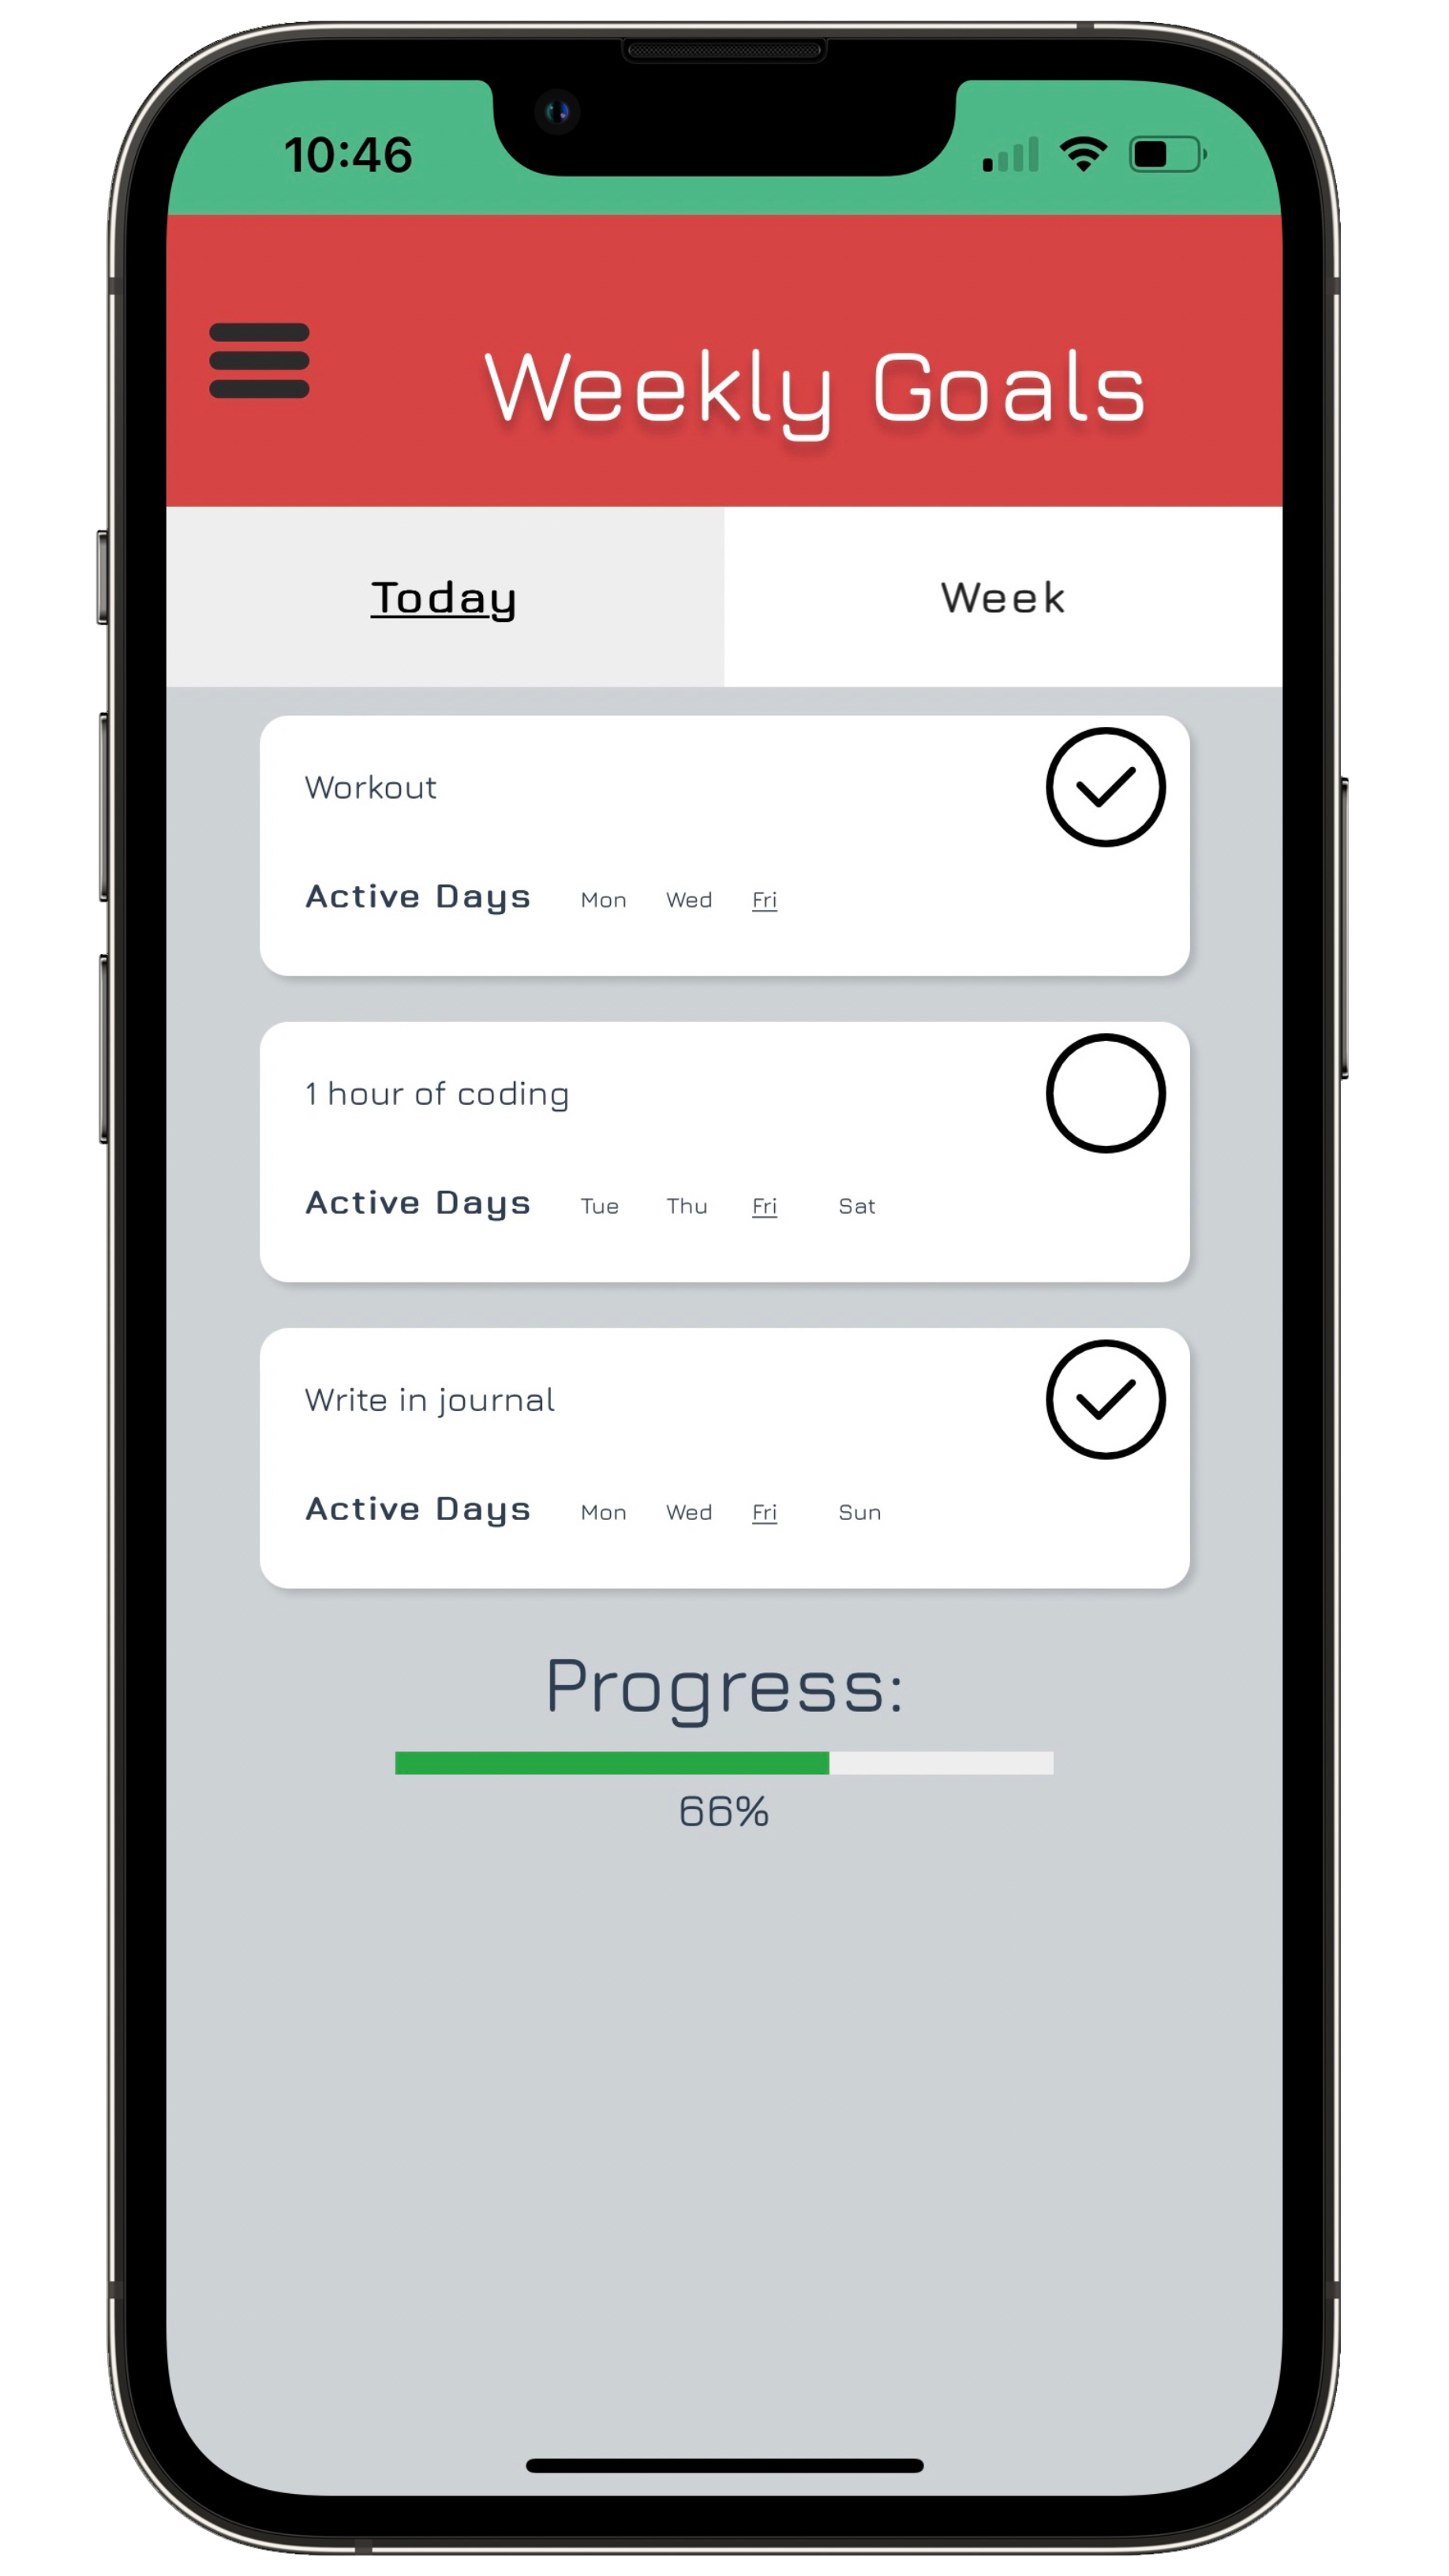 10:46
Weekly Goals
Today Week
Workout
Active Days Mon Wed Fri
1 hour of coding
Active Days Tue Thu Fri Sat
Write in journal
Active Days Mon Wed Fri Sun
Progress:
66%